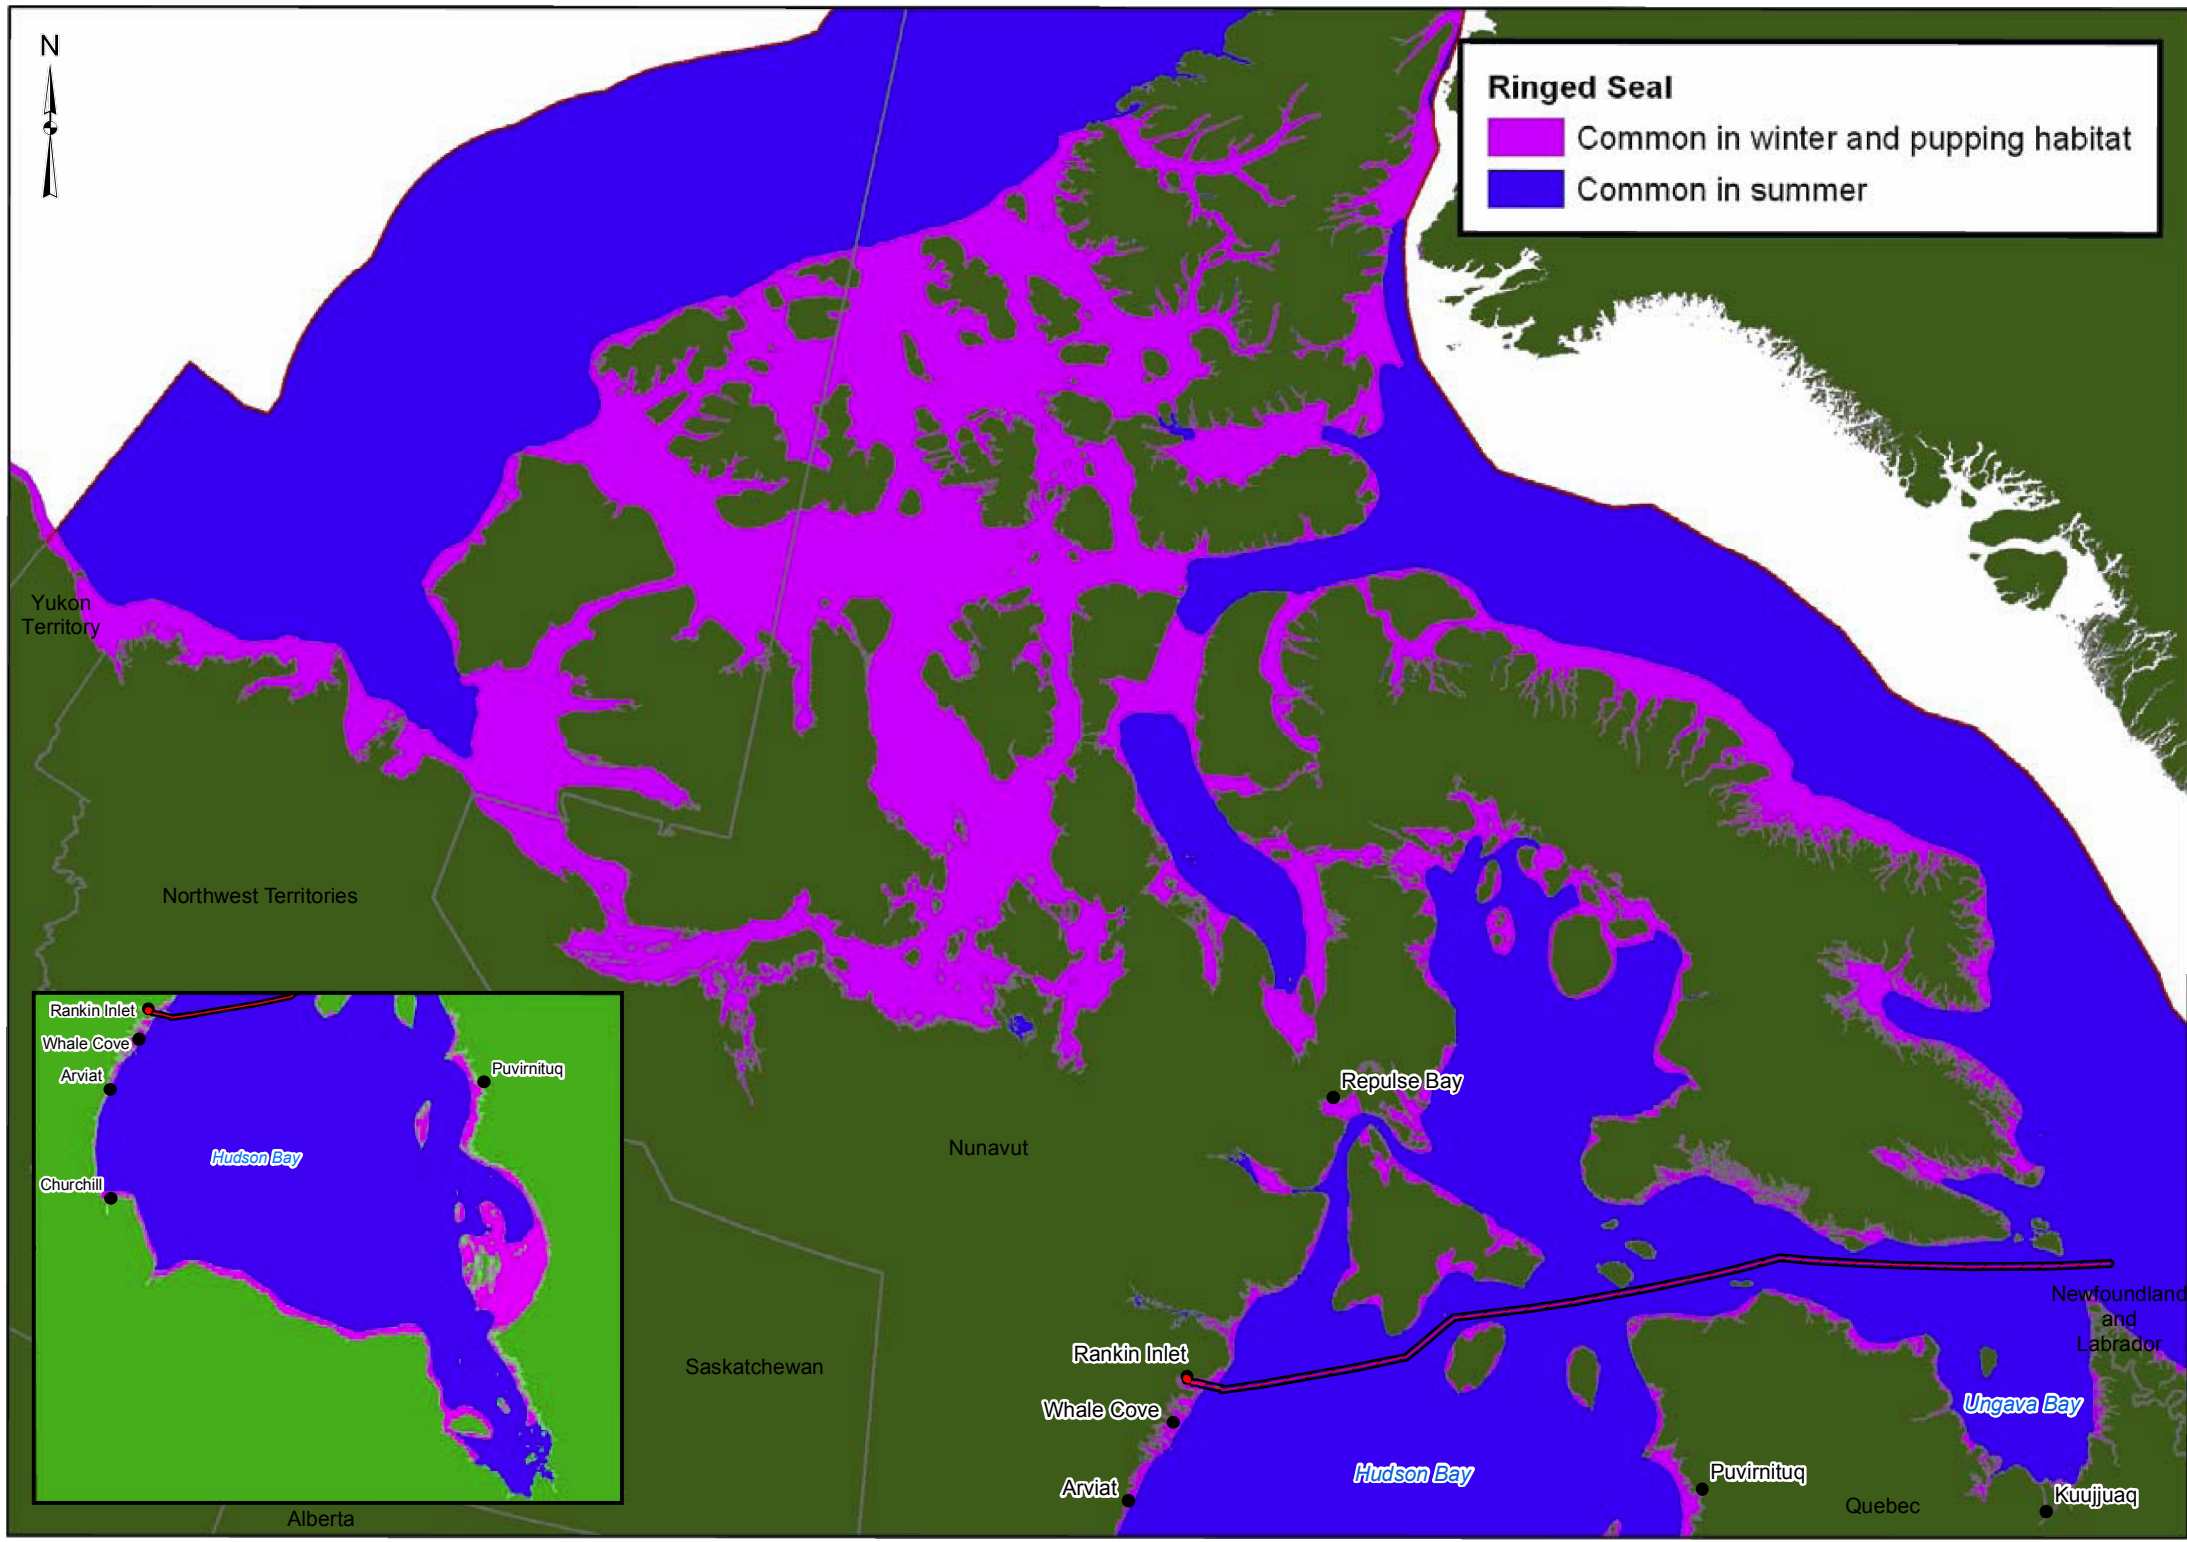 N
Ringed Seal
Common in winter and pupping habitat
Common in summer
Yukon
Territory
Northwest Territories
Rankin Inlet
Whale Cove
Arviat
Puvirnituq
Hudson Bay
Churchill
Repulse Bay
Nunavut
Newfoundland
and
Labrador
Rankin Inlet
Saskatchewan
Whale Cove
Ungava Bay
Hudson Bay
Puvirnituq
Arviat
Kuujjuaq
Quebec
Alberta